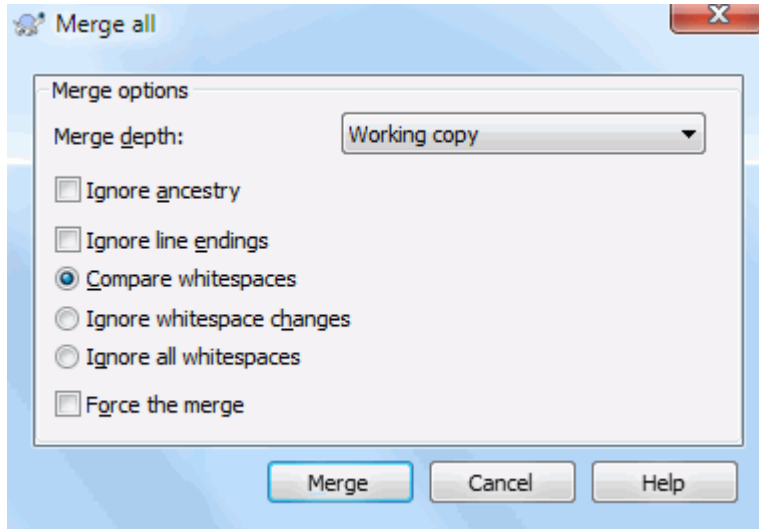 Merge all
Merge options
Merge depth: Working copy
Ignore ancestry
Ignore line endings
Compare whitespaces
Ignore whitespace changes
Ignore all whitespaces
Force the merge
Merge Cancel Help